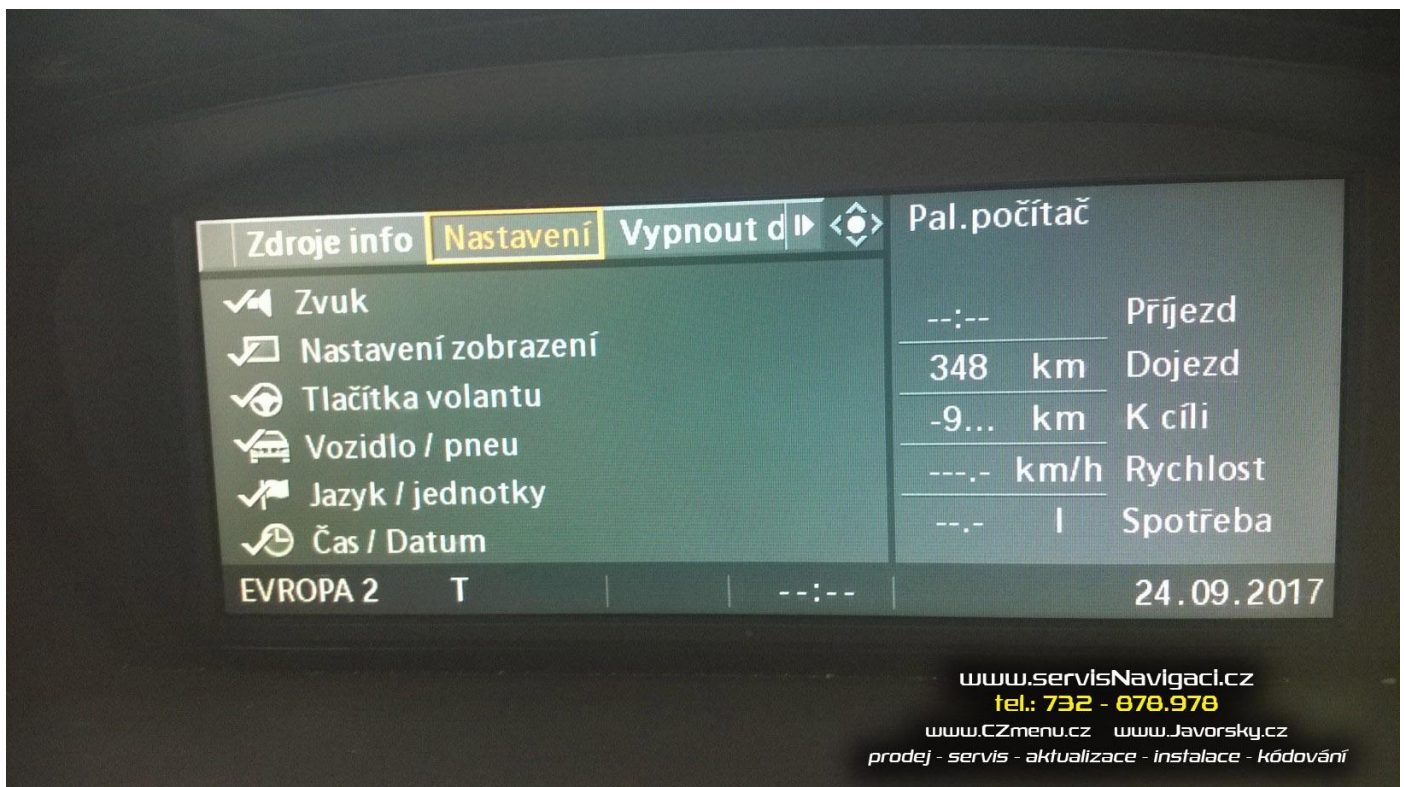 Zdroje info Nastavení Vypnout d
Zvuk
Nastavení zobrazení
Tlačítka volantu
Vozidlo / pneu
Jazyk / jednotky
Čas / Datum
Pal.počítač
--:-- Příjezd
348 km Dojezd
-9... km K cíli
---.- km/h Rychlost
--.- l Spotřeba
EVROPA 2 T --:-- 24.09.2017
www.servisNavigaci.cz
tel.: 732 - 878.978
www.CZmenu.cz www.Javorsky.cz
prodej - servis - aktualizace - instalace - kódování